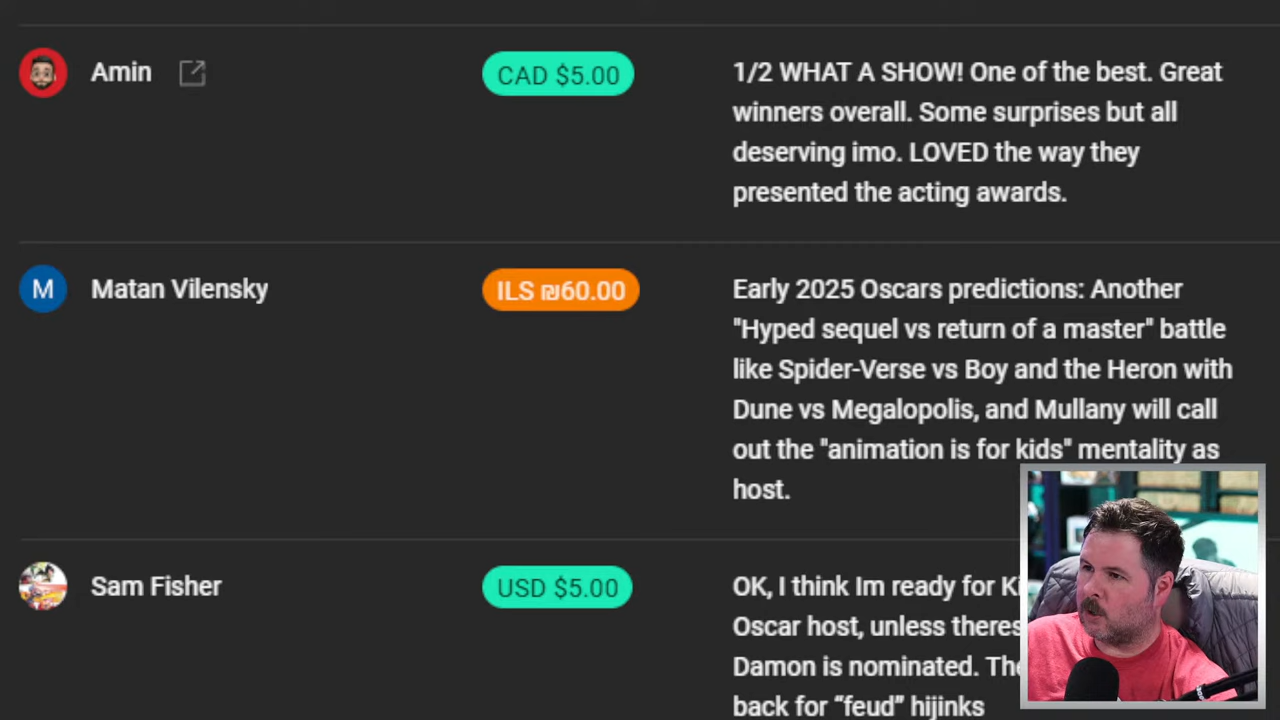 Amin
CAD $5.00
1/2 WHAT A SHOW! One of the best. Great
winners overall. Some surprises but all
deserving imo. LOVED the way they
presented the acting awards.
M
Matan Vilensky
ILS ₪60.00
Early 2025 Oscars predictions: Another
"Hyped sequel vs return of a master" battle
like Spider-Verse vs Boy and the Heron with
Dune vs Megalopolis, and Mullany will call
out the "animation is for kids" mentality as
host.
Sam Fisher
USD $5.00
OK, I think Im ready for
Oscar host, unless theres
Damon is nominated.
back for “feud” hijinks